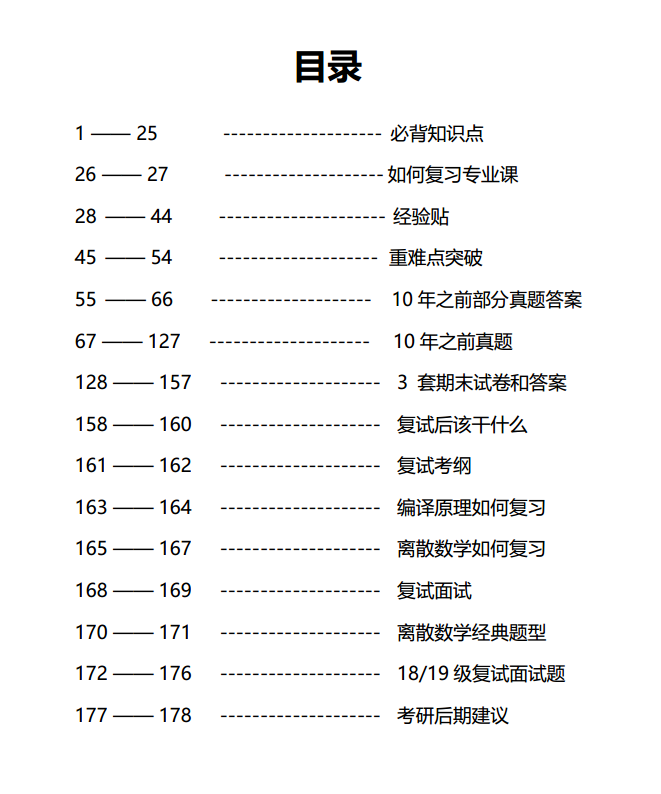 目录
1 —— 25 -------------------- 必背知识点
26 —— 27 -------------------- 如何复习专业课
28 —— 44 --------------------- 经验贴
45 —— 54 -------------------- 重难点突破
55 —— 66 -------------------- 10 年之前部分真题答案
67 —— 127 -------------------- 10 年之前真题
128 —— 157 -------------------- 3 套期末试卷和答案
158 —— 160 -------------------- 复试后该干什么
161 —— 162 -------------------- 复试考纲
163 —— 164 -------------------- 编译原理如何复习
165 —— 167 -------------------- 离散数学如何复习
168 —— 169 -------------------- 复试面试
170 —— 171 -------------------- 离散数学经典题型
172 —— 176 -------------------- 18/19 级复试面试题
177 —— 178 -------------------- 考研后期建议